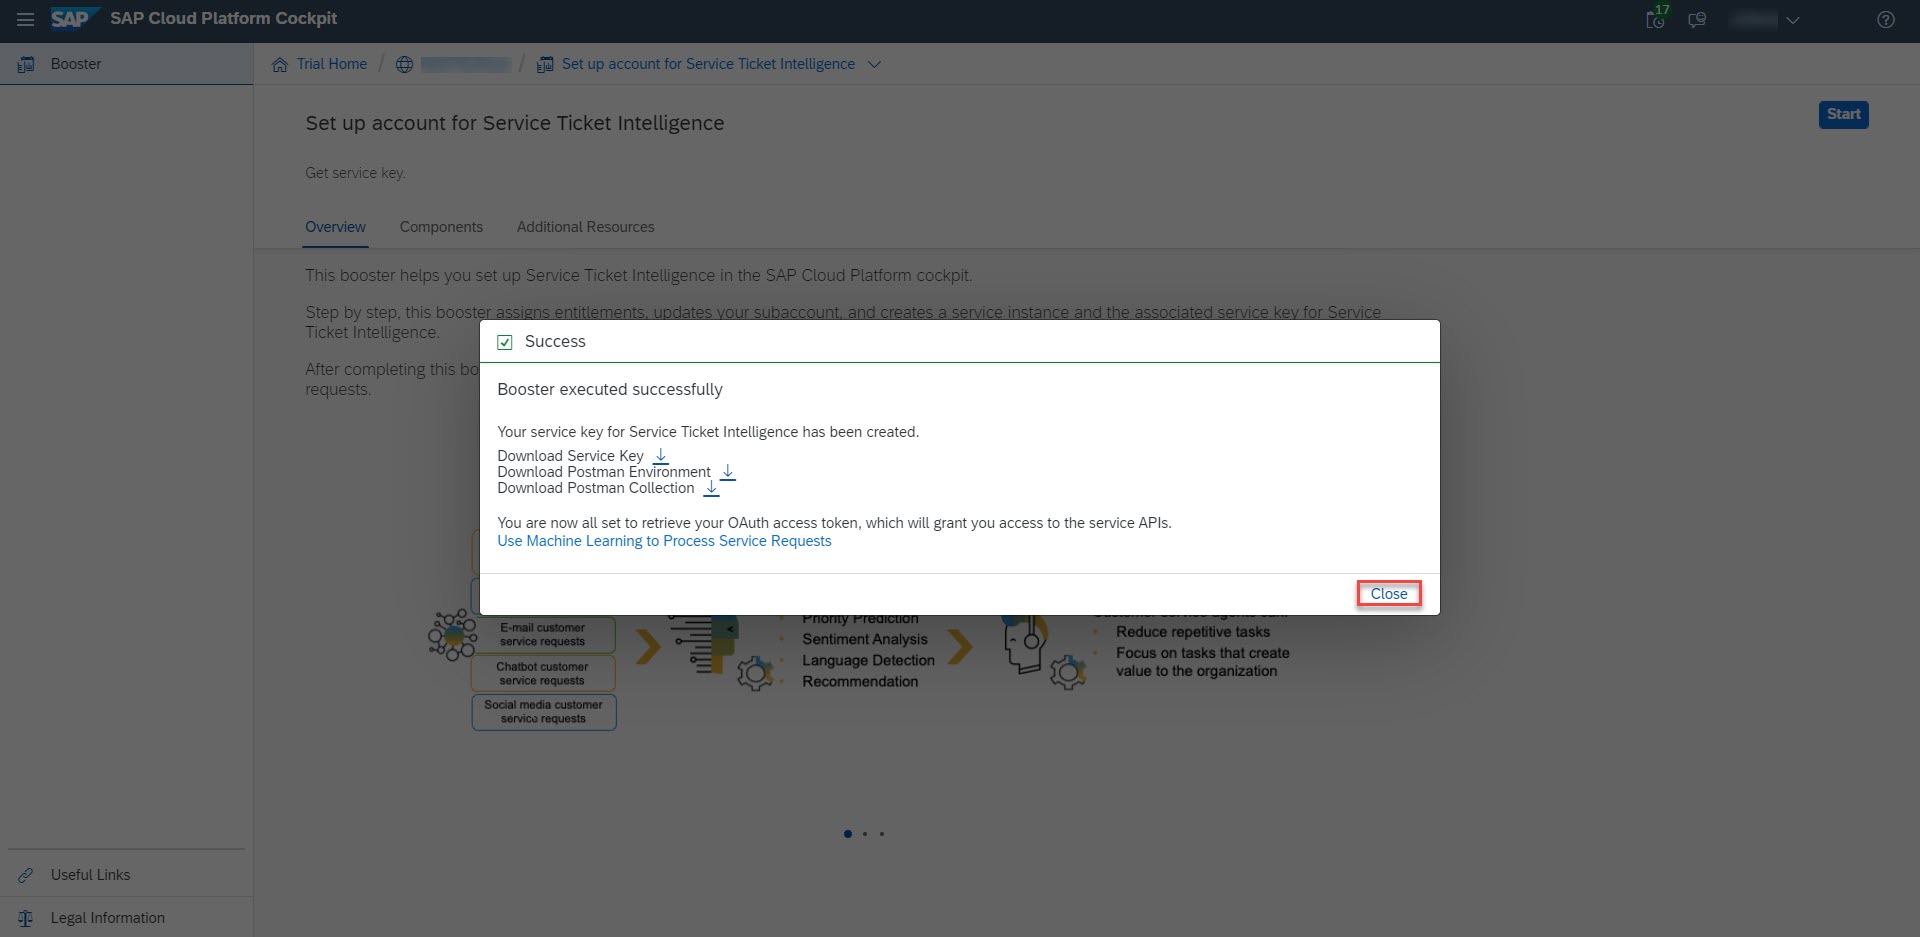 SAP SAP Cloud Platform Cockpit
17
Booster
Trial Home / / Set up account for Service Ticket Intelligence
Set up account for Service Ticket Intelligence
Start
Get service key.
Overview Components Additional Resources
This booster helps you set up Service Ticket Intelligence in the SAP Cloud Platform cockpit.
Step by step, this booster assigns entitlements, updates your subaccount, and creates a service instance and the associated service key for Service
Ticket Intelligence.
After completing this bo
requests.
Success
Booster executed successfully
Your service key for Service Ticket Intelligence has been created.
Download Service Key
Download Postman Environment
Download Postman Collection
You are now all set to retrieve your OAuth access token, which will grant you access to the service APIs.
Use Machine Learning to Process Service Requests
Close
E-mail customer
service requests
Chatbot customer
service requests
Social media customer
service requests
Priority Prediction
Sentiment Analysis
Language Detection
Recommendation
Reduce repetitive tasks
Focus on tasks that create
value to the organization
Useful Links
Legal Information